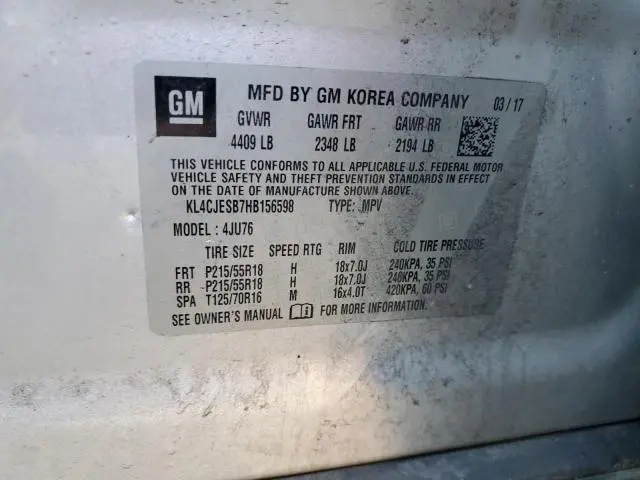 GM
MFD BY GM KOREA COMPANY 03/17
GVWR GAWR FRT GAWR RR
4409 LB 2348 LB 2194 LB
THIS VEHICLE CONFORMS TO ALL APPLICABLE U.S. FEDERAL MOTOR
VEHICLE SAFETY AND THEFT PREVENTION STANDARDS IN EFFECT
ON THE DATE OF MANUFACTURE SHOWN ABOVE.
KL4CJESB7HB156598 TYPE: MPV
MODEL: 4JU76
TIRE SIZE SPEED RTG RIM COLD TIRE PRESSURE
FRT P215/55R18 H 18x7.0J 240KPA, 35 PSI
RR P215/55R18 H 18x7.0J 240KPA, 35 PSI
SPA T125/70R16 M 16x4.0T 420KPA, 60 PSI
SEE OWNER'S MANUAL FOR MORE INFORMATION.